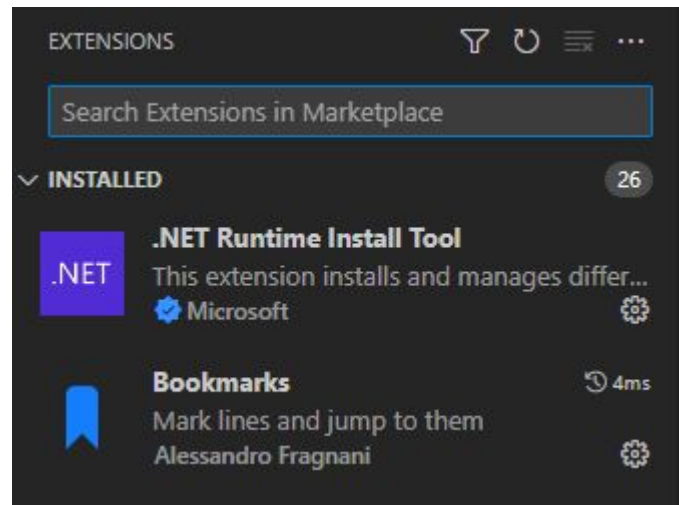 EXTENSIONS
Search Extensions in Marketplace
INSTALLED 26
.NET
.NET Runtime Install Tool
This extension installs and manages differ...
Microsoft
Bookmarks 4ms
Mark lines and jump to them
Alessandro Fragnani